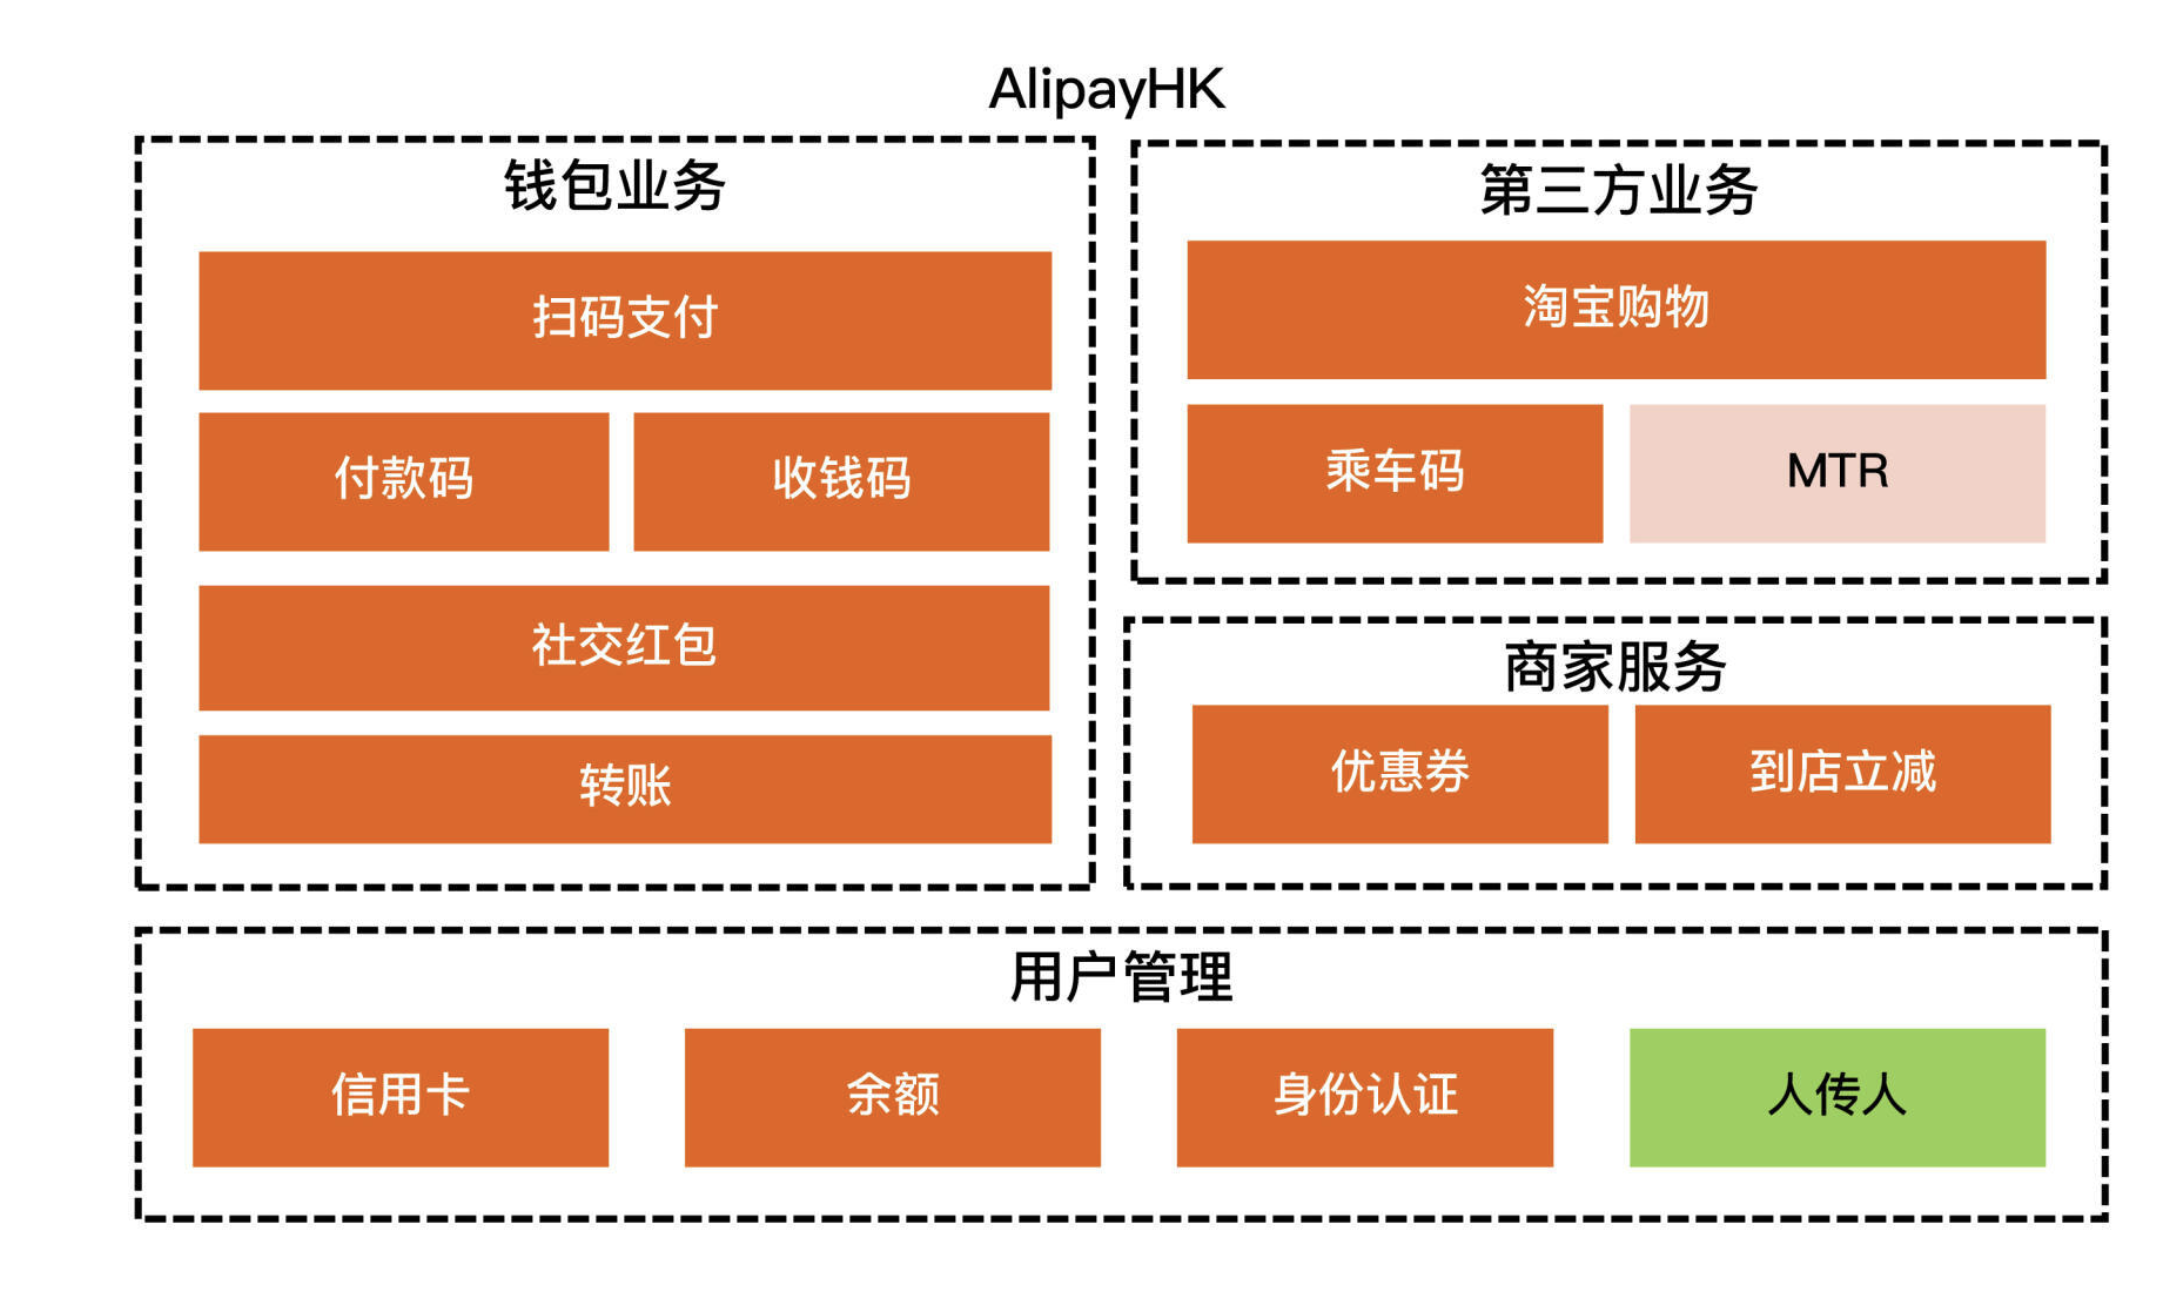 AlipayHK
钱包业务
扫码支付
付款码
收钱码
社交红包
转账
第三方业务
淘宝购物
乘车码
MTR
商家服务
优惠券
到店立减
用户管理
信用卡
余额
身份认证
人传人